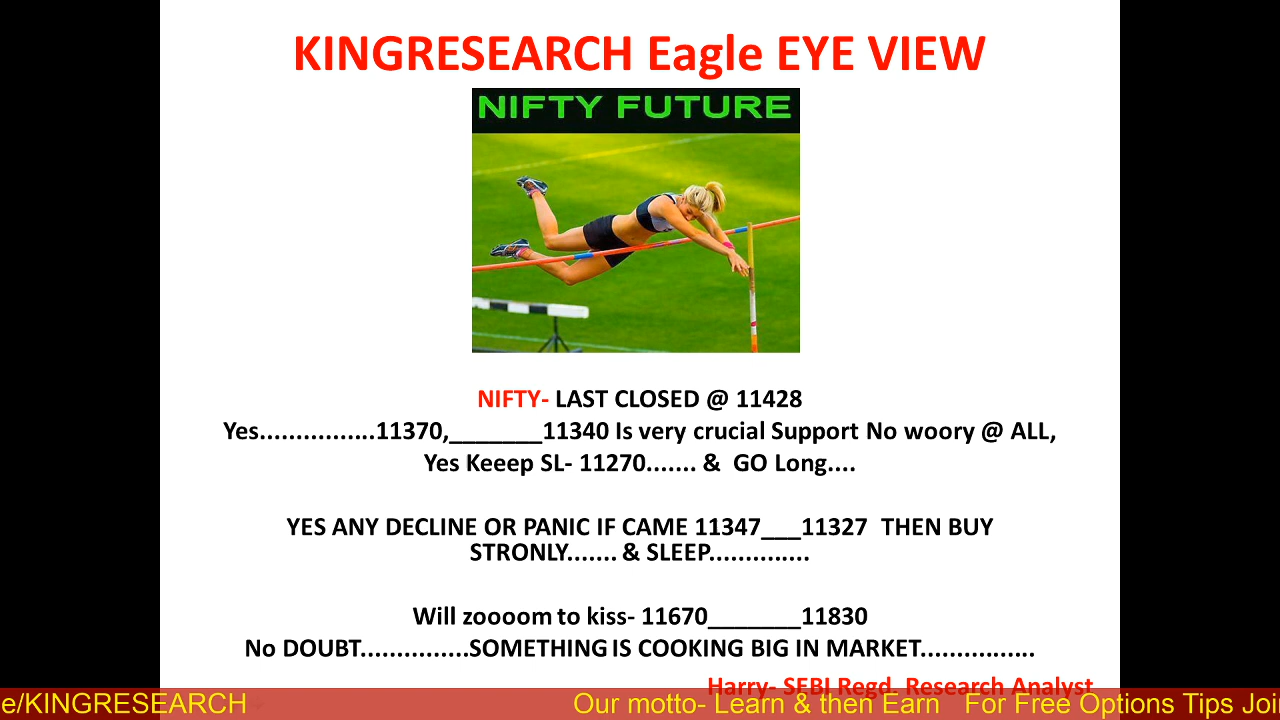 KINGRESEARCH Eagle EYE VIEW
NIFTY FUTURE
NIFTY- LAST CLOSED @ 11428
Yes................11370,_______11340 Is very crucial Support No woory @ ALL,
Yes Keeep SL- 11270....... & GO Long....
YES ANY DECLINE OR PANIC IF CAME 11347___11327 THEN BUY
STRONLY....... & SLEEP..............
Will zoooom to kiss- 11670_______11830
No DOUBT...............SOMETHING IS COOKING BIG IN MARKET................
Harry- SEBI Regd. Research Analyst
e/KINGRESEARCH Our motto- Learn & then Earn For Free Options Tips Joi